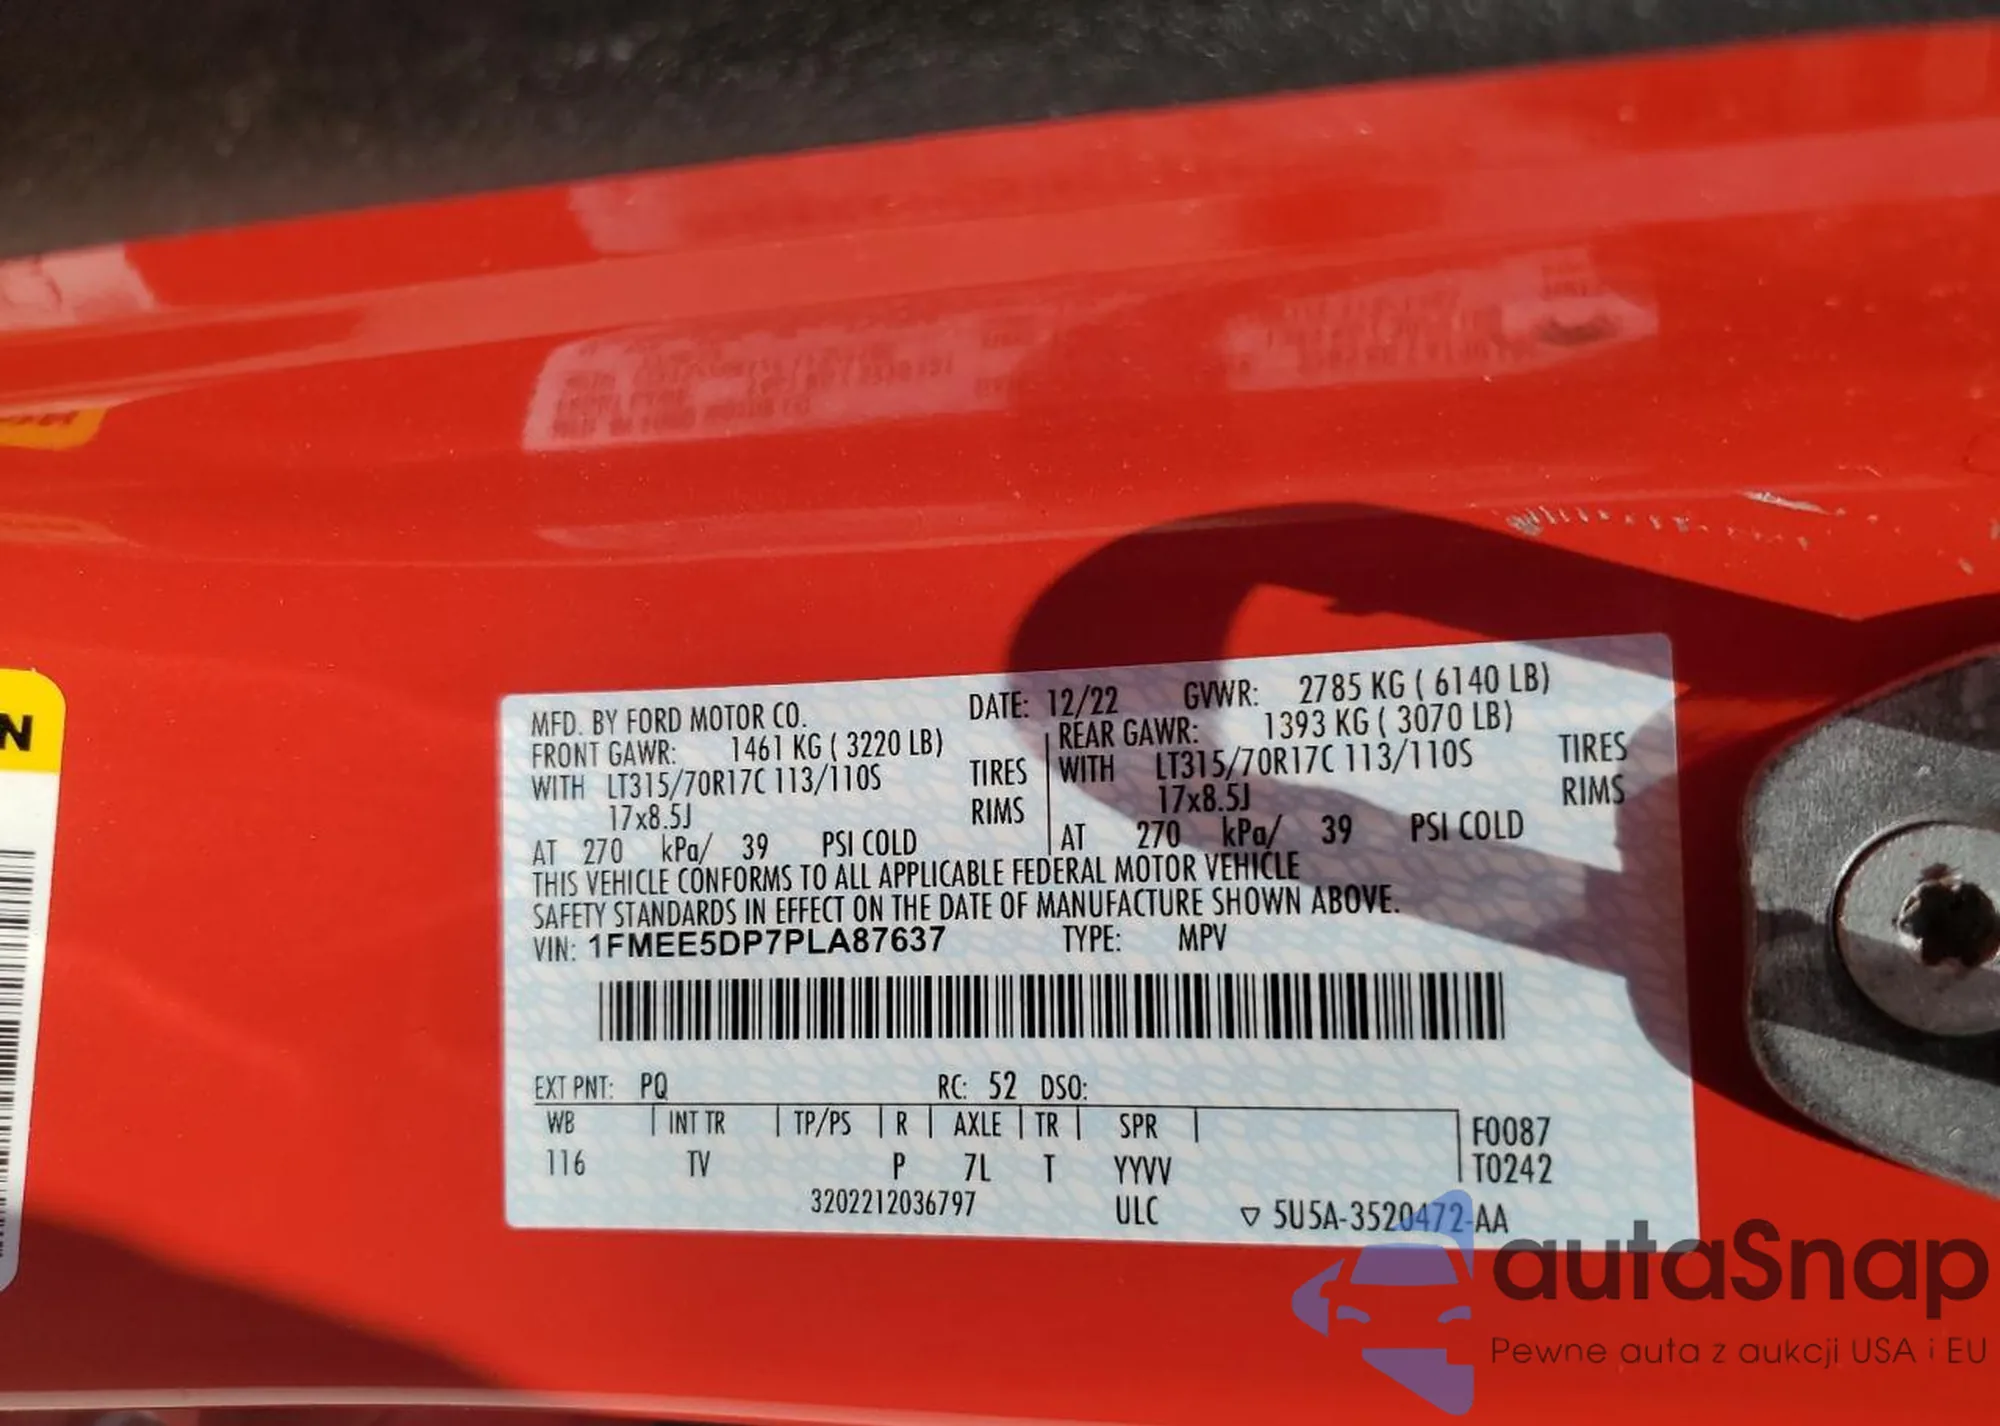 MFD. BY FORD MOTOR CO. DATE: 12/22 GVWR: 2785 KG ( 6140 LB)
FRONT GAWR: 1461 KG ( 3220 LB) REAR GAWR: 1393 KG ( 3070 LB)
WITH LT315/70R17C 113/110S TIRES WITH LT315/70R17C 113/110S TIRES
17x8.5J RIMS 17x8.5J RIMS
AT 270 kPa/ 39 PSI COLD AT 270 kPa/ 39 PSI COLD
THIS VEHICLE CONFORMS TO ALL APPLICABLE FEDERAL MOTOR VEHICLE
SAFETY STANDARDS IN EFFECT ON THE DATE OF MANUFACTURE SHOWN ABOVE.
VIN: 1FMEE5DP7PLA87637 TYPE: MPV
EXT PNT: PQ RC: 52 DSO:
WB INT TR TP/PS R AXLE TR SPR F0087
116 TV P 7L T YYVV T0242
3202212036797 ULC ▽ 5U5A-3520472-AA
N
autaSnap
Pewne auta z aukcji USA i EU